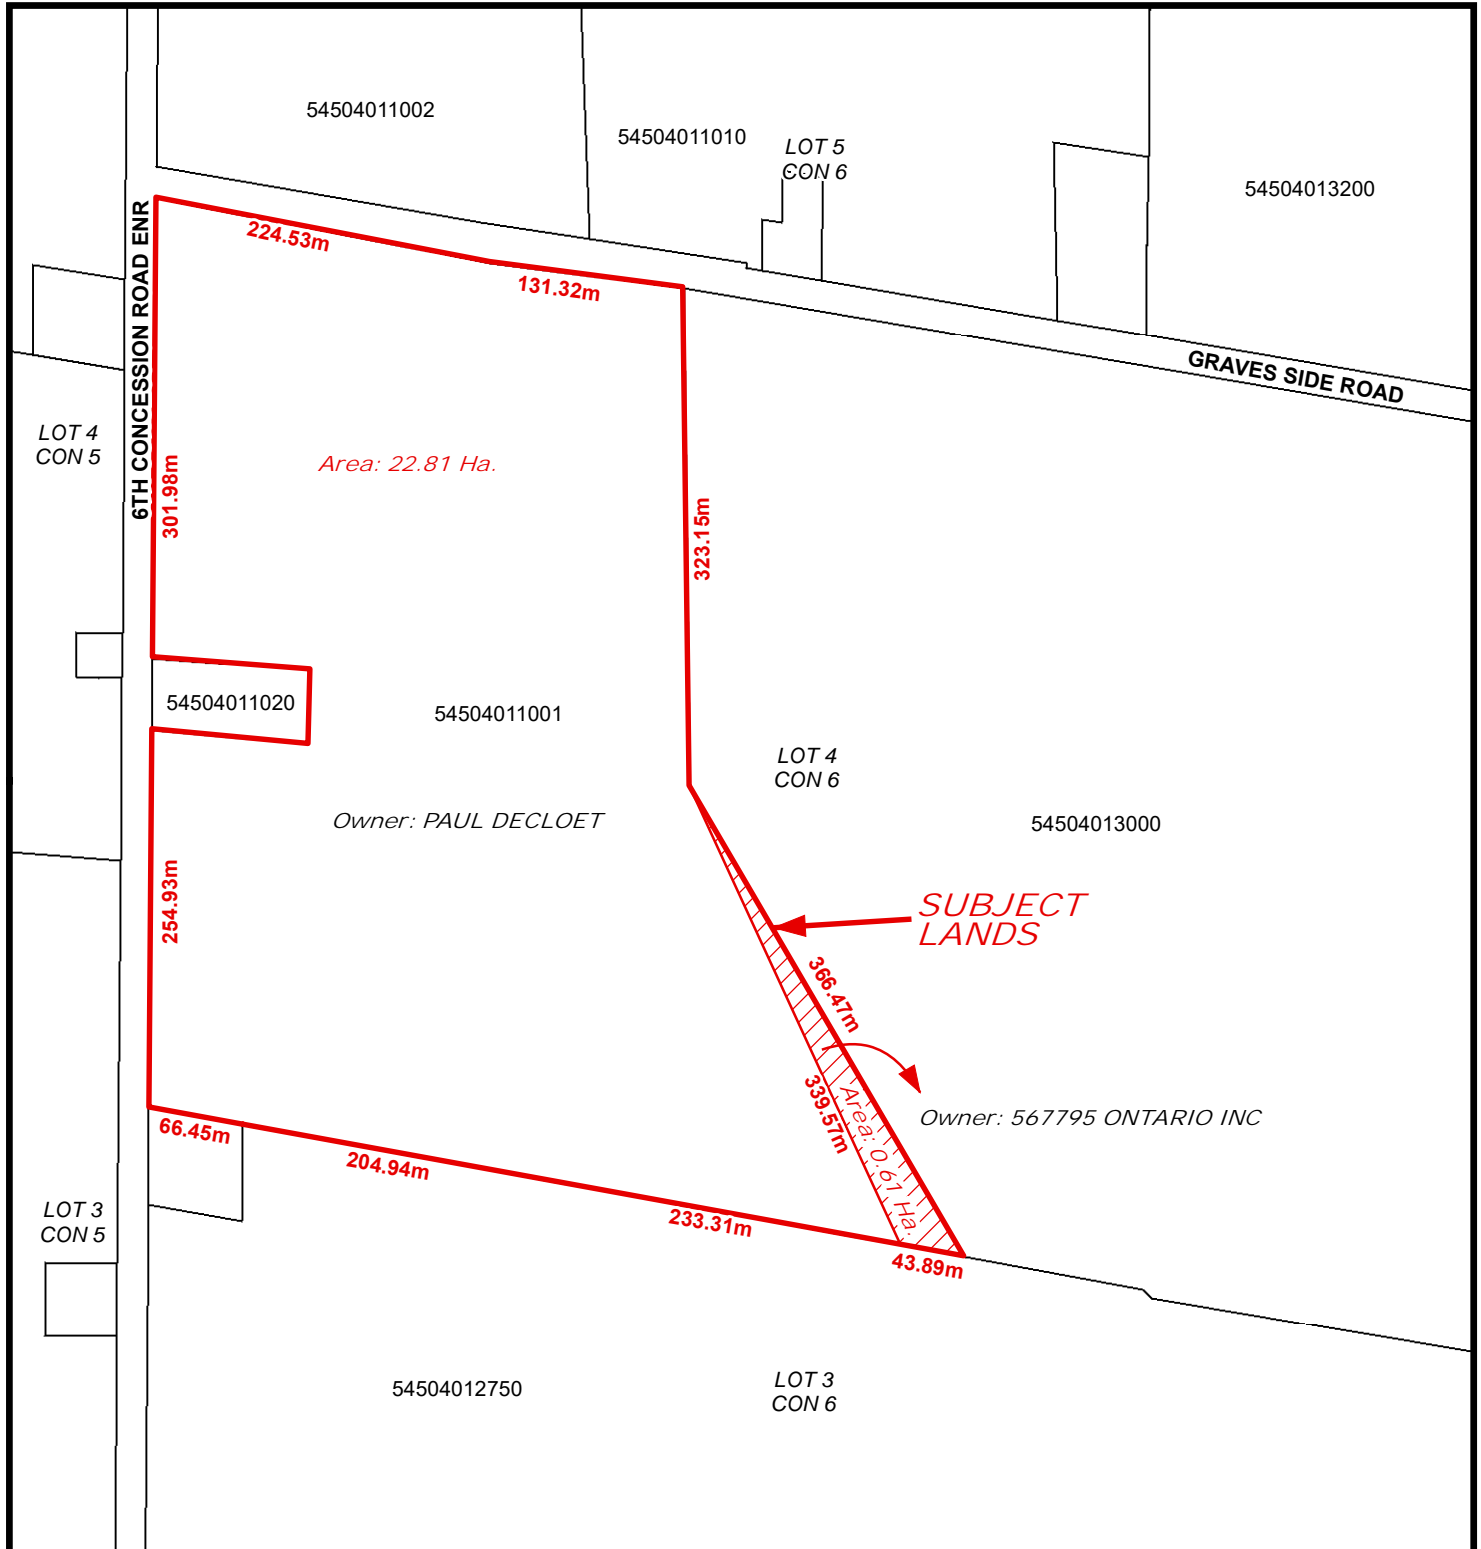 54504011002
54504011010
LOT 5
CON 6
54504013200
6TH CONCESSION ROAD ENR
224.53m
131.32m
GRAVES SIDE ROAD
LOT 4
CON 5
Area: 22.81 Ha.
301.98m
323.15m
54504011020
54504011001
LOT 4
CON 6
Owner: PAUL DECLOET
54504013000
254.93m
SUBJECT
LANDS
366.47m
339.57m
Area: 0.61 Ha.
Owner: 567795 ONTARIO INC
66.45m
204.94m
233.31m
43.89m
LOT 3
CON 5
54504012750
LOT 3
CON 6